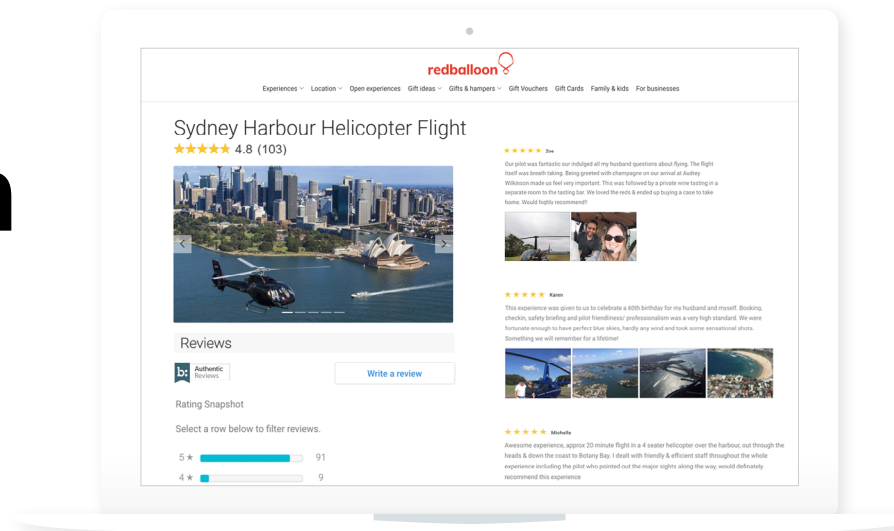 redballoon
Experiences Location Open experiences Gift ideas Gifts & hampers Gift Vouchers Gift Cards Family & kids For businesses
Sydney Harbour Helicopter Flight
4.8 (103)
Reviews
b: Authentic
Reviews
Write a review
Rating Snapshot
Select a row below to filter reviews.
5★ 91
4★ 9
Zoe
Our pilot was fantastic our indulged all my husband questions about flying. The flight
itself was breath taking. Being greeted with champagne on our arrival at Audrey
Wilkinson made us feel very important. This was followed by a private wine tasting in a
separate room to the tasting bar. We loved the reds & ended up buying a case to take
home. Would highly recommend!!
Karen
This experience was given to us to celebrate a 60th birthday for my husband and myself. Booking,
checkin, safety briefing and pilot friendliness/ professionalism was a very high standard. We were
fortunate enough to have perfect blue skies, hardly any wind and took some sensational shots.
Something we will remember for a lifetime!
Michelle
Awesome experience, approx 20 minute flight in a 4 seater helicopter over the harbour, out through the
heads & down the coast to Botany Bay. I dealt with friendly & efficient staff throughout the whole
experience including the pilot who pointed out the major sights along the way, would definately
recommend this experience